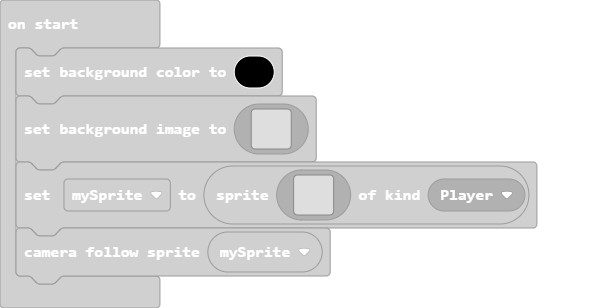 on start
set background color to
set background image to
set mySprite to sprite of kind Player
camera follow sprite mySprite